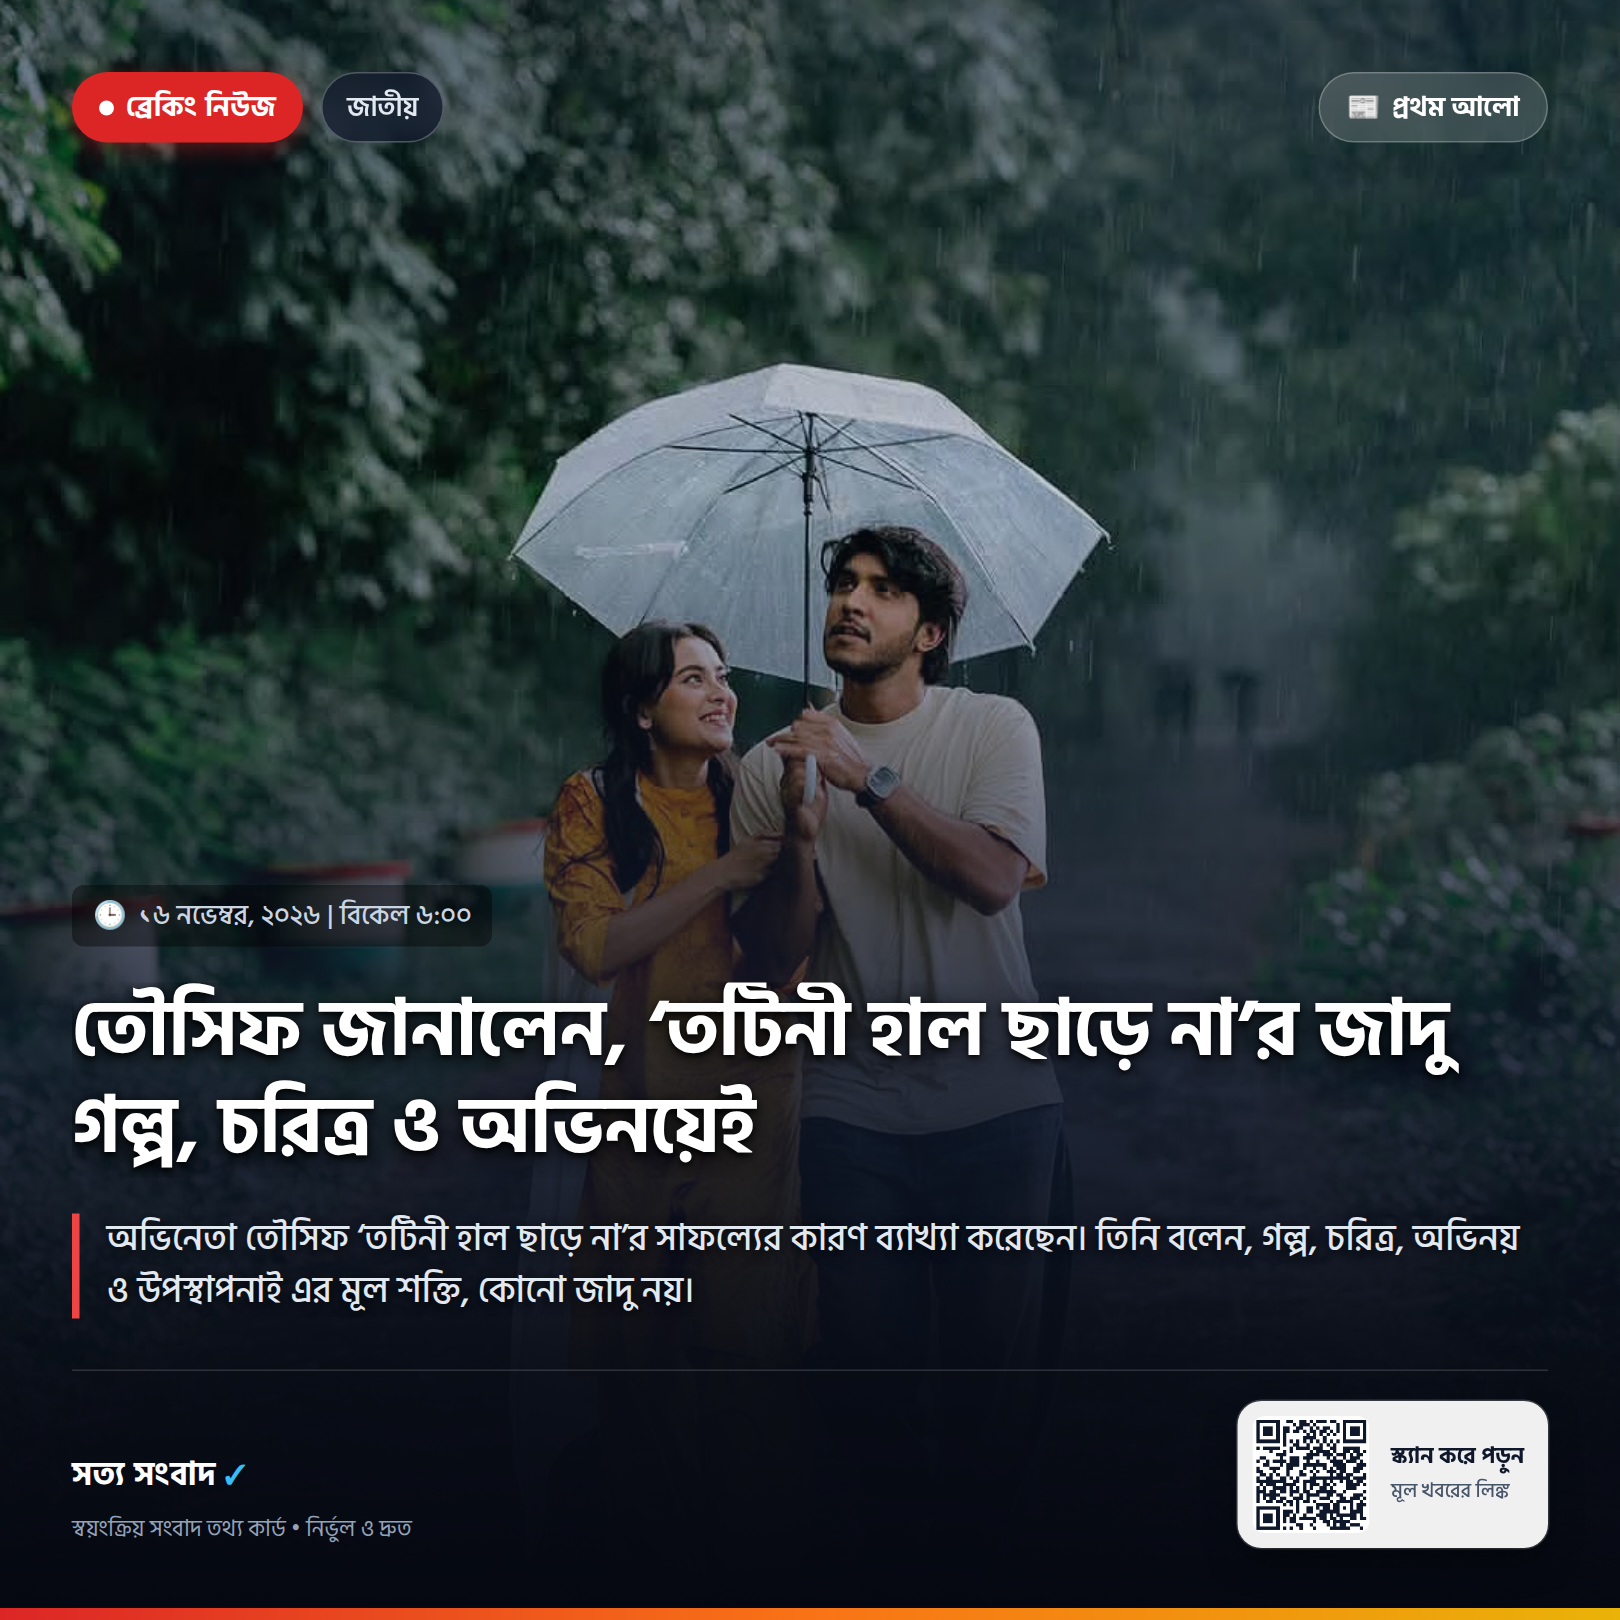 ব্রেকিং নিউজ
জাতীয়
প্রথম আলো
১৬ নভেম্বর, ২০২৬ | বিকেল ৬:০০
তৌসিফ জানালেন, ‘তটিনী হাল ছাড়ে না’র জাদু
গল্প, চরিত্র ও অভিনয়েই
অভিনেতা তৌসিফ ‘তটিনী হাল ছাড়ে না’র সাফল্যের কারণ ব্যাখ্যা করেছেন। তিনি বলেন, গল্প, চরিত্র, অভিনয়
ও উপস্থাপনাই এর মূল শক্তি, কোনো জাদু নয়।
সত্য সংবাদ ✓
স্বয়ংক্রিয় সংবাদ তথ্য কার্ড • নির্ভুল ও দ্রুত
স্ক্যান করে পড়ুন
মূল খবরের লিঙ্ক